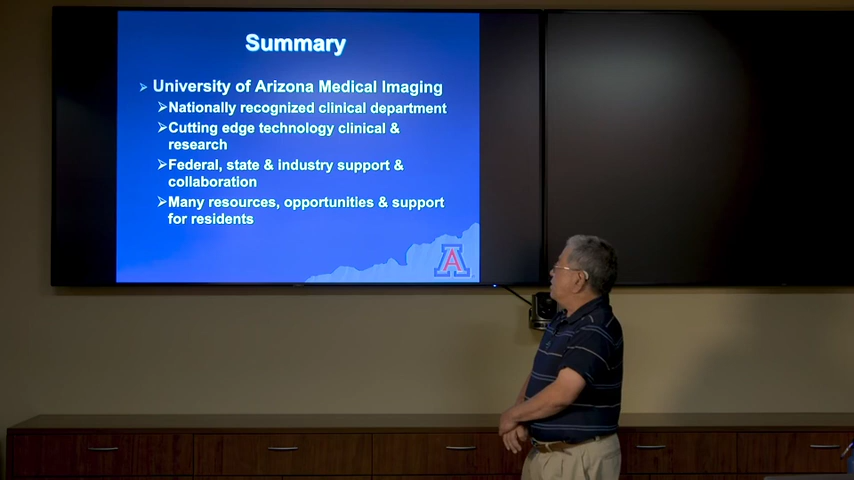 Summary
➢ University of Arizona Medical Imaging
➢Nationally recognized clinical department
➢Cutting edge technology clinical &
research
➢Federal, state & industry support &
collaboration
➢Many resources, opportunities & support
for residents
A